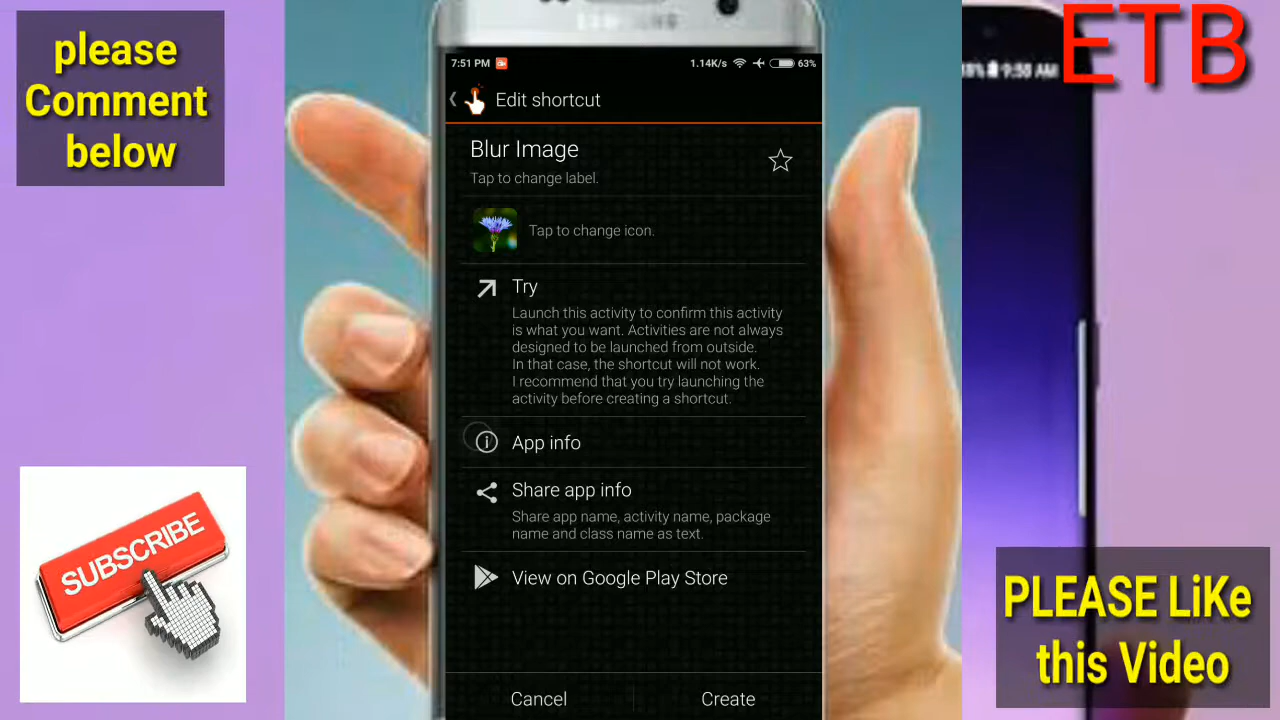 please
Comment
below
SUBSCRIBE
SAMSUNG
7:51 PM
1.14K/s
63%
Edit shortcut
Blur Image
Tap to change label.
Tap to change icon.
Try
Launch this activity to confirm this activity
is what you want. Activities are not always
designed to be launched from outside.
In that case, the shortcut will not work.
I recommend that you try launching the
activity before creating a shortcut.
App info
Share app info
Share app name, activity name, package
name and class name as text.
View on Google Play Store
Cancel
Create
ETB
9:58 AM
PLEASE LiKe
this Video